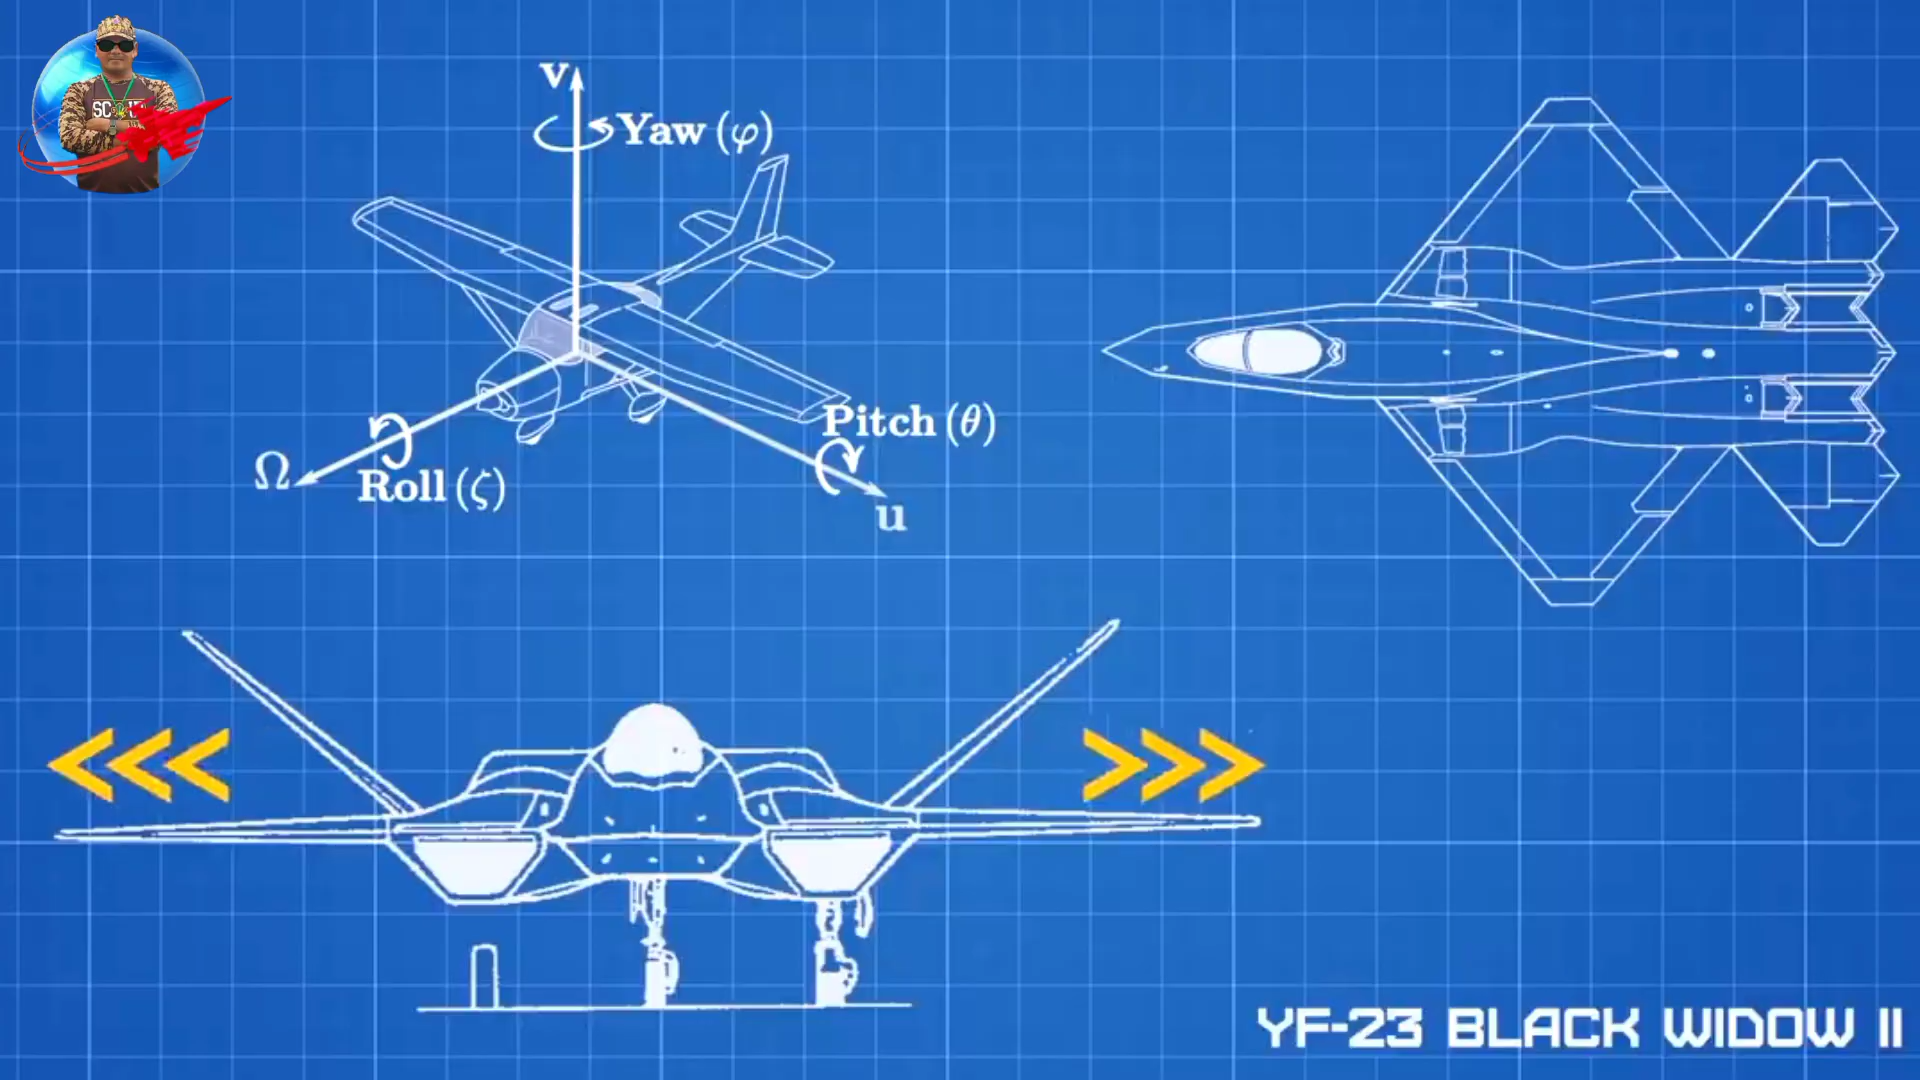 v
Yaw (φ)
Pitch (θ)
Ω
Roll (ζ)
u
YF-23 BLACK WIDOW II